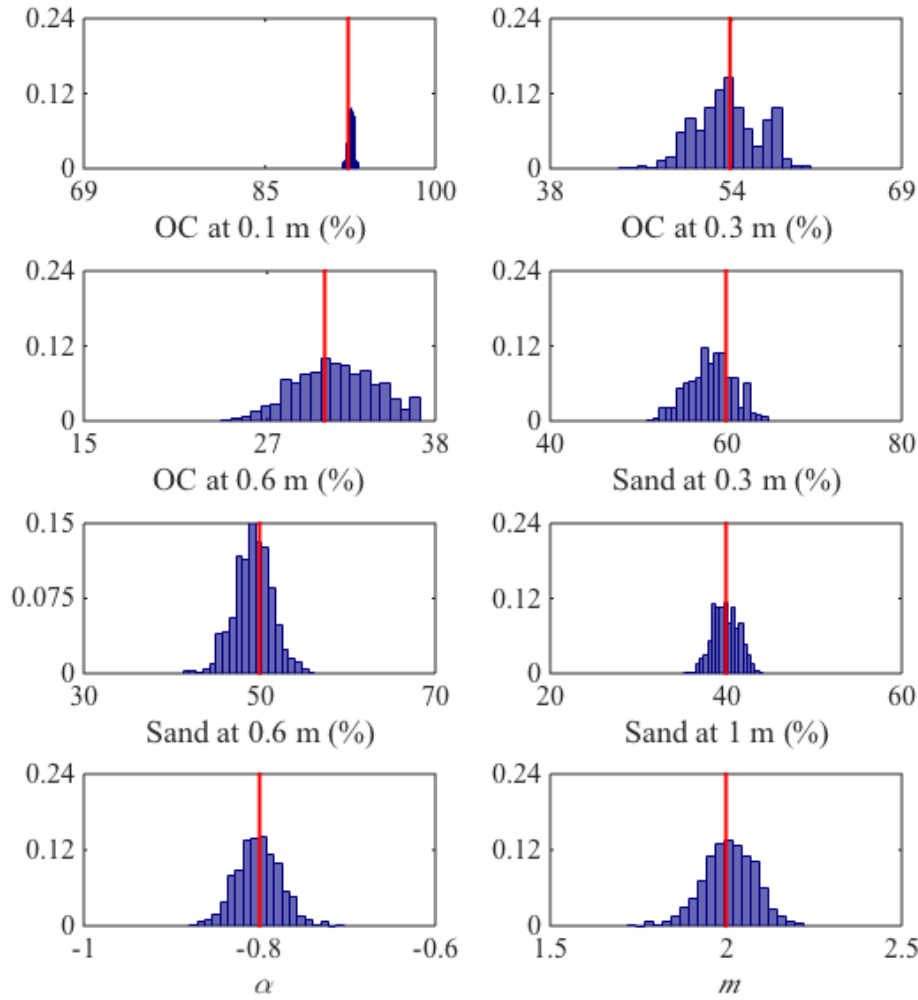 0.24 0.24
0.12 0.12
0 0
69 85 100 38 54 69
OC at 0.1 m (%) OC at 0.3 m (%)
0.24 0.24
0.12 0.12
0 0
15 27 38 40 60 80
OC at 0.6 m (%) Sand at 0.3 m (%)
0.15 0.24
0.075 0.12
0 0
30 50 70 20 40 60
Sand at 0.6 m (%) Sand at 1 m (%)
0.24 0.24
0.12 0.12
0 0
-1 -0.8 -0.6 1.5 2 2.5
α m